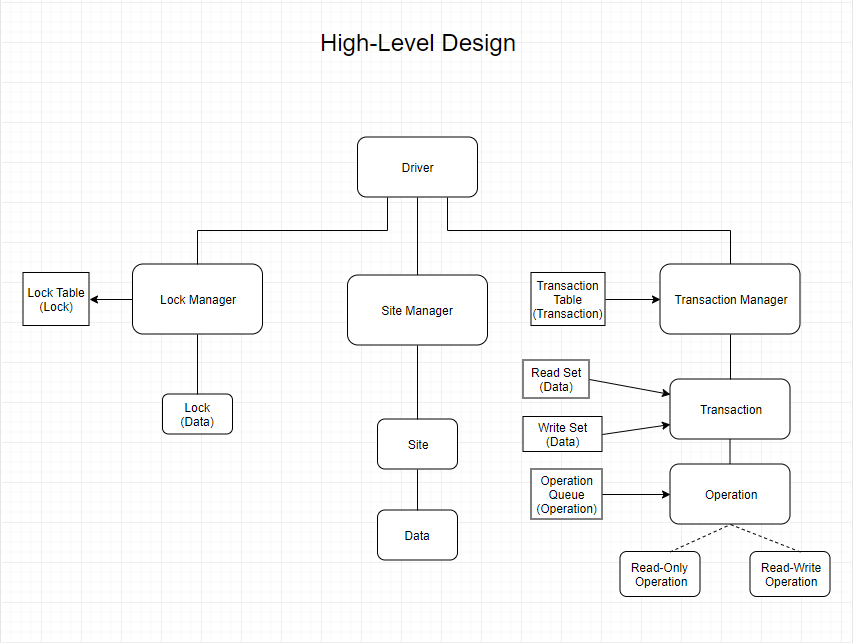 High-Level Design
Driver
Lock Table
(Lock)
Lock Manager
Lock
(Data)
Site Manager
Site
Data
Transaction
Table
(Transaction)
Transaction Manager
Read Set
(Data)
Write Set
(Data)
Transaction
Operation
Queue
(Operation)
Operation
Read-Only
Operation
Read-Write
Operation